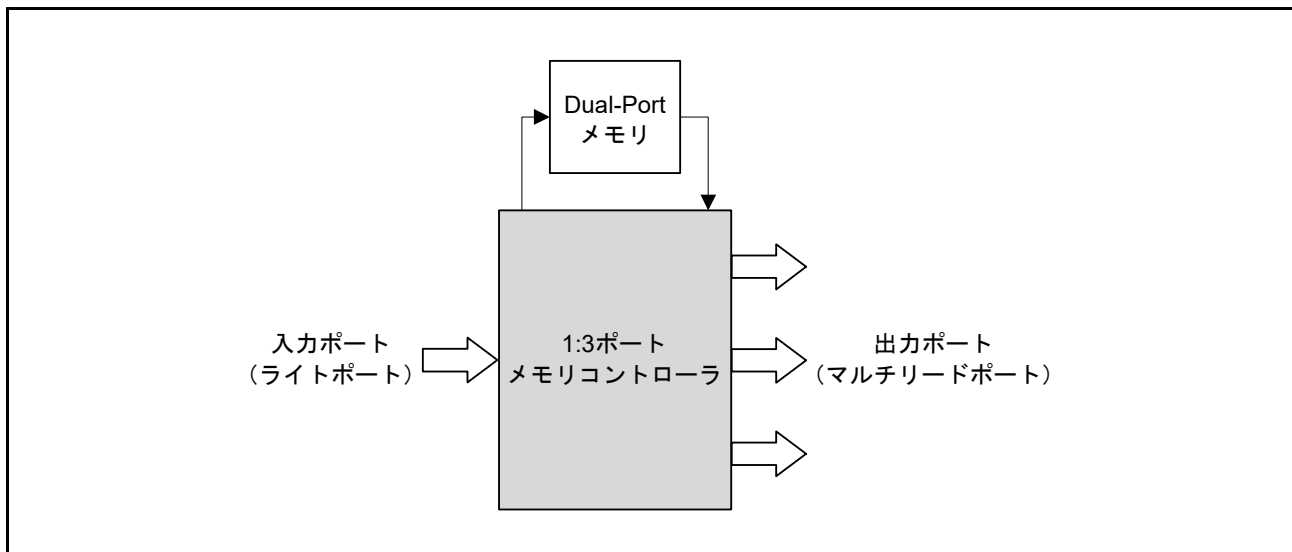 Dual-Port
メモリ
入力ポート
（ライトポート）
1:3ポート
メモリコントローラ
出力ポート
（マルチリードポート）